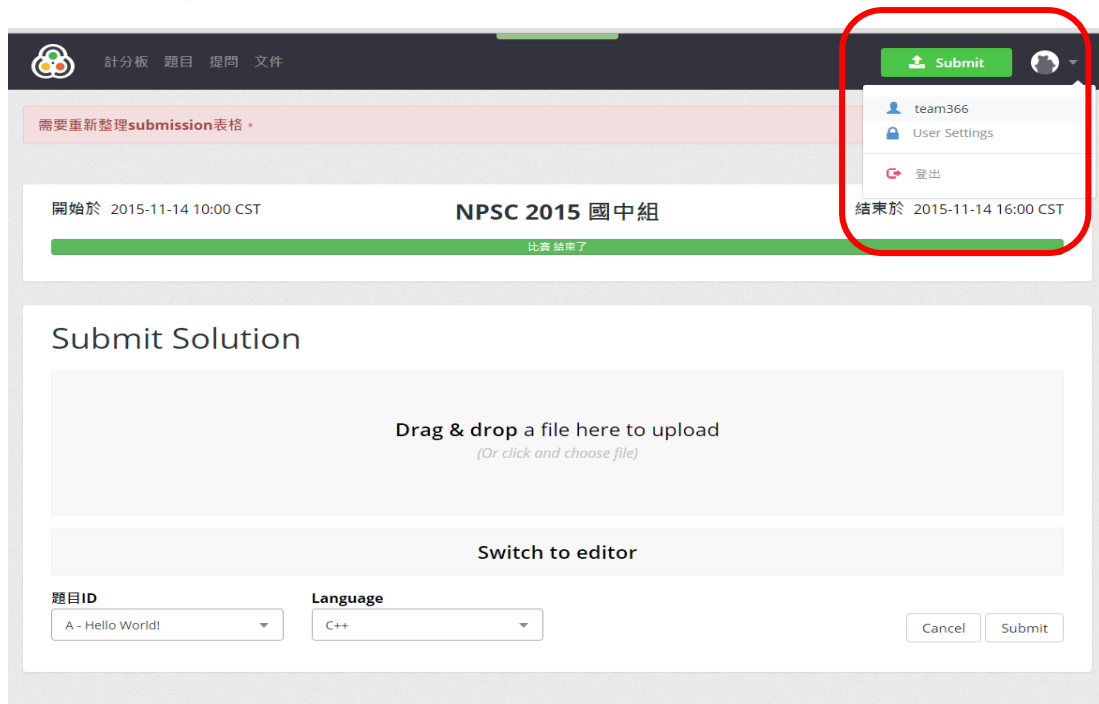 計分板 題目 提問 文件
Submit
team366
User Settings
登出
需要重新整理submission表格。
開始於 2015-11-14 10:00 CST
NPSC 2015 國中組
結束於 2015-11-14 16:00 CST
比賽 結束了
Submit Solution
Drag & drop a file here to upload
(Or click and choose file)
Switch to editor
題目ID
Language
A - Hello World!
C++
Cancel
Submit